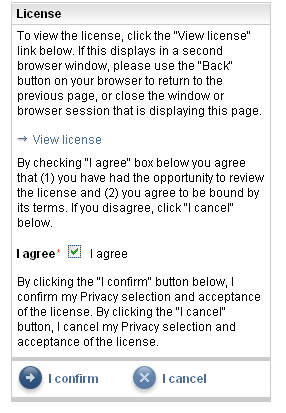 License
To view the license, click the "View license"
link below. If this displays in a second
browser window, please use the "Back"
button on your browser to return to the
previous page, or close the window or
browser session that is displaying this page.
→ View license
By checking "I agree" box below you agree
that (1) you have had the opportunity to review
the license and (2) you agree to be bound by
its terms. If you disagree, click "I cancel"
below.
I agree* I agree
By clicking the "I confirm" button below, I
confirm my Privacy selection and acceptance
of the license. By clicking the "I cancel"
button, I cancel my Privacy selection and
acceptance of the license.
I confirm I cancel